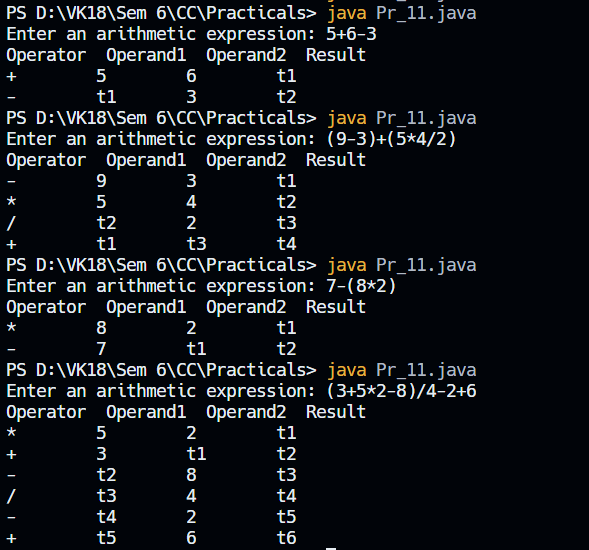 PS D:\VK18\Sem 6\CC\Practicals> java Pr_11.java
Enter an arithmetic expression: 5+6-3
Operator  Operand1  Operand2  Result
+         5         6         t1
-         t1        3         t2
PS D:\VK18\Sem 6\CC\Practicals> java Pr_11.java
Enter an arithmetic expression: (9-3)+(5*4/2)
Operator  Operand1  Operand2  Result
-         9         3         t1
*         5         4         t2
/         t2        2         t3
+         t1        t3        t4
PS D:\VK18\Sem 6\CC\Practicals> java Pr_11.java
Enter an arithmetic expression: 7-(8*2)
Operator  Operand1  Operand2  Result
*         8         2         t1
-         7         t1        t2
PS D:\VK18\Sem 6\CC\Practicals> java Pr_11.java
Enter an arithmetic expression: (3+5*2-8)/4-2+6
Operator  Operand1  Operand2  Result
*         5         2         t1
+         3         t1        t2
-         t2        8         t3
/         t3        4         t4
-         t4        2         t5
+         t5        6         t6